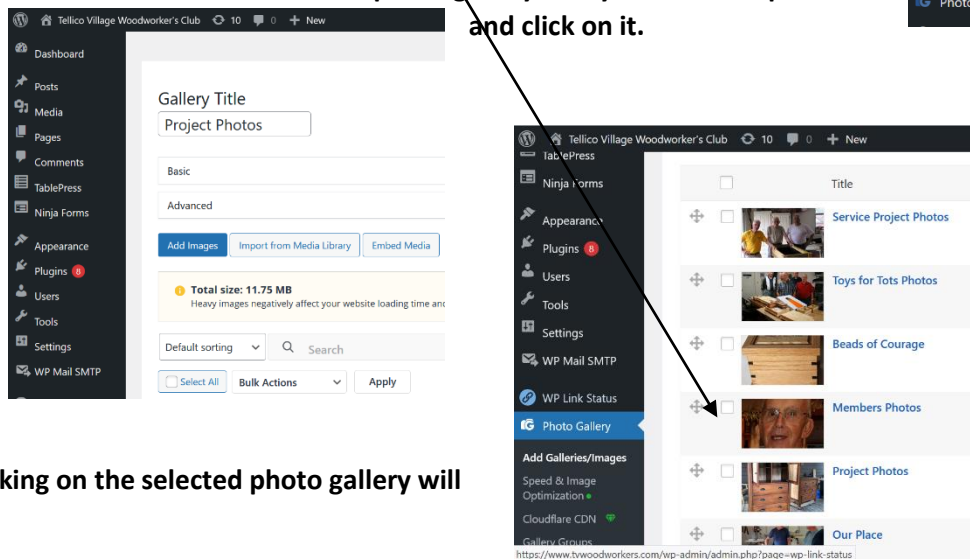 and click on it.
Tellico Village Woodworker's Club 10 0 + New
Dashboard
Posts
Media
Pages
Comments
TablePress
Ninja Forms
Appearance
Plugins 8
Users
Tools
Settings
WP Mail SMTP
Gallery Title
Project Photos
Basic
Advanced
Add Images Import from Media Library Embed Media
Total size: 11.75 MB
Heavy images negatively affect your website loading time and
Default sorting Search
Select All Bulk Actions Apply
king on the selected photo gallery will
Tellico Village Woodworker's Club 10 0 + New
TablePress
Ninja Forms
Appearance
Plugins 8
Users
Tools
Settings
WP Mail SMTP
WP Link Status
Photo Gallery
Add Galleries/Images
Speed & Image
Optimization
Cloudflare CDN
Gallery Groups
Title
Service Project Photos
Toys for Tots Photos
Beads of Courage
Members Photos
Project Photos
Our Place
https://www.tvwoodworkers.com/wp-admin/admin.php?page=wp-link-status